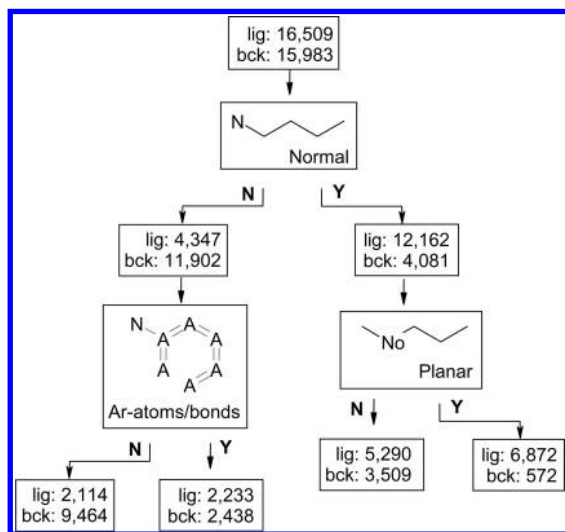 lig: 16,509
bck: 15,983
N
Normal
N
Y
lig: 4,347
bck: 11,902
lig: 12,162
bck: 4,081
N
A
A
A
A
A
A
A
Ar-atoms/bonds
No
Planar
N
Y
N
Y
lig: 2,114
bck: 9,464
lig: 2,233
bck: 2,438
lig: 5,290
bck: 3,509
lig: 6,872
bck: 572